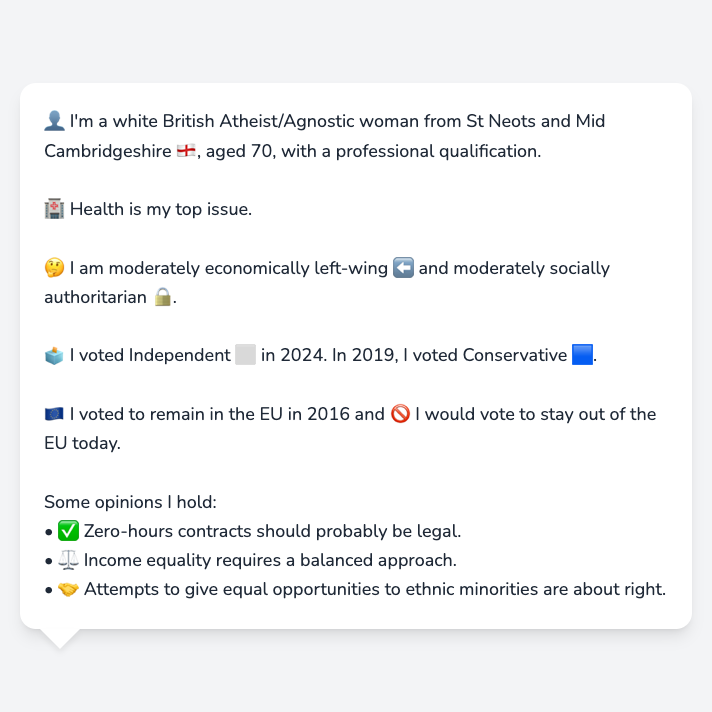 👤 I'm a white British Atheist/Agnostic woman from St Neots and Mid
Cambridgeshire 🏴󠁧󠁢󠁥󠁮󠁧󠁿, aged 70, with a professional qualification.
🏥 Health is my top issue.
🤔 I am moderately economically left-wing ⬅️ and moderately socially
authoritarian 🔒.
🗳️ I voted Independent ⬜ in 2024. In 2019, I voted Conservative 🟦.
🇪🇺 I voted to remain in the EU in 2016 and 🚫 I would vote to stay out of the
EU today.
Some opinions I hold:
• ✅ Zero-hours contracts should probably be legal.
• ⚖️ Income equality requires a balanced approach.
• 🤝 Attempts to give equal opportunities to ethnic minorities are about right.